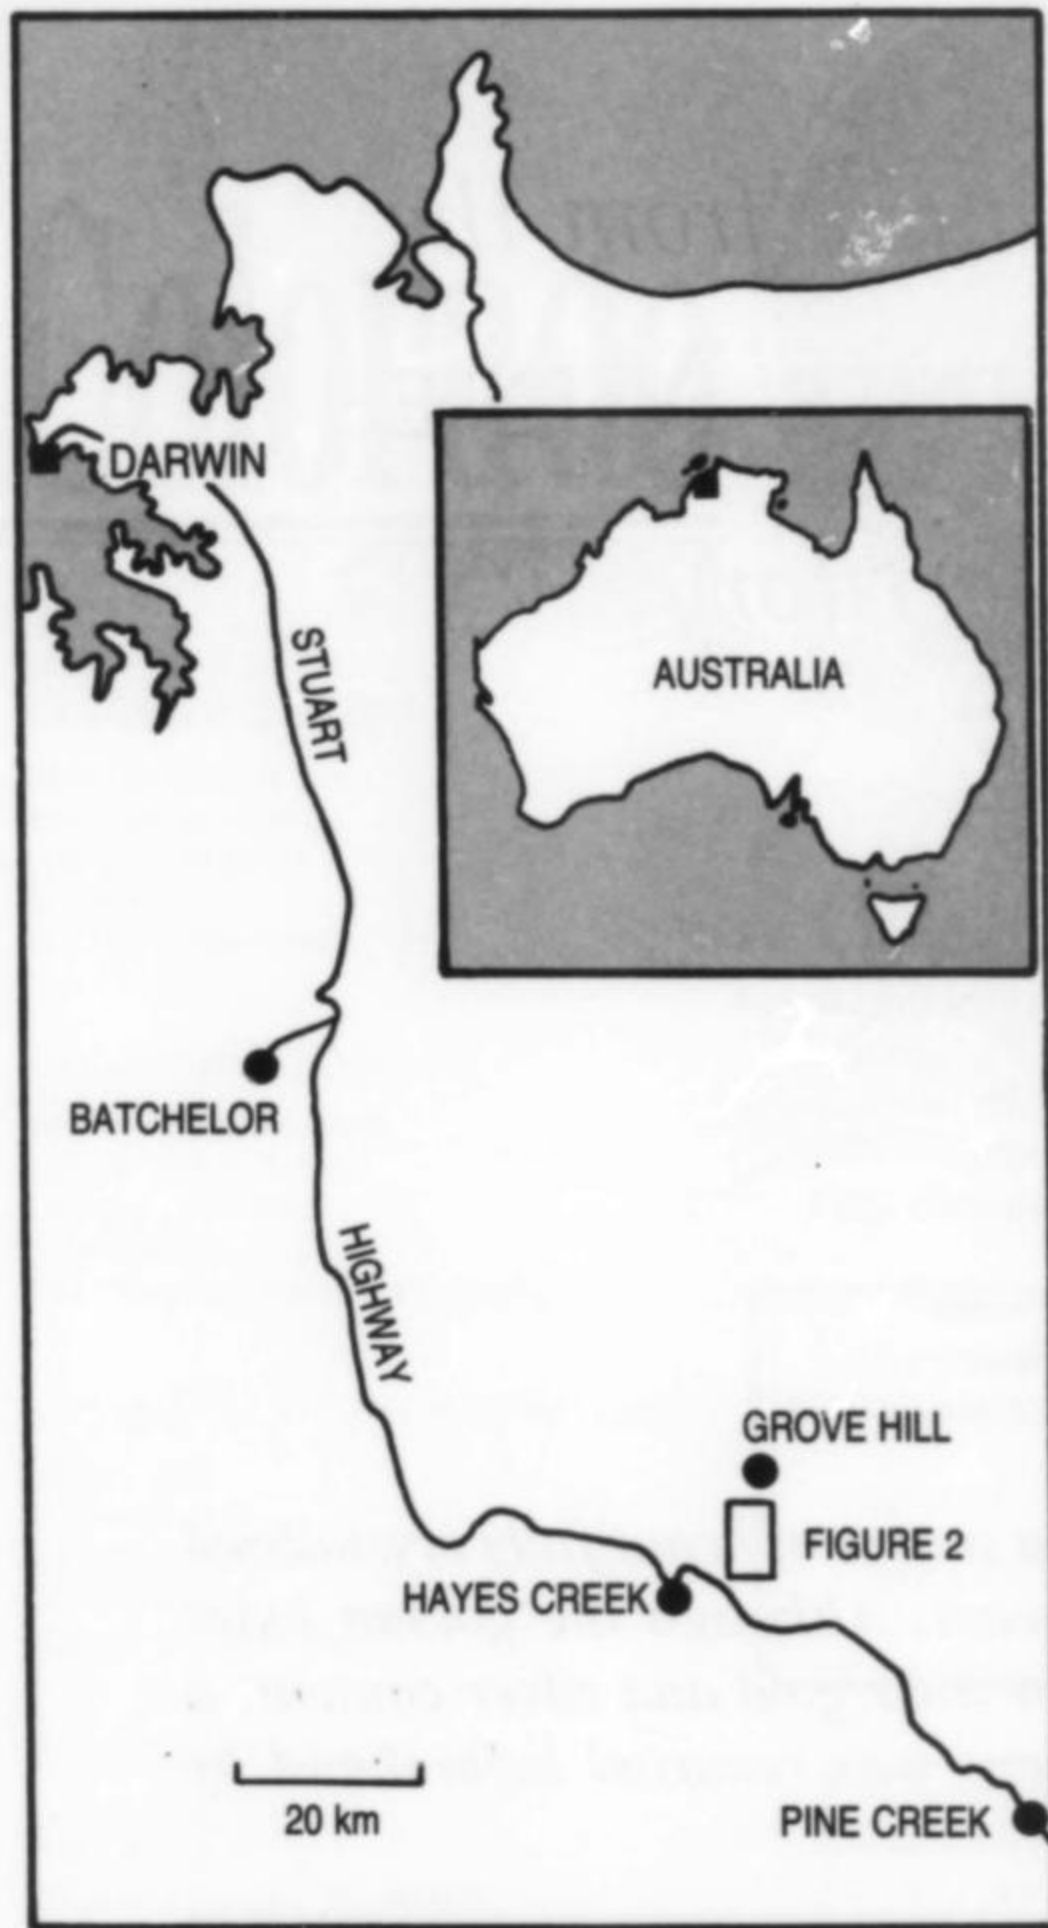 DARWIN
STUART
AUSTRALIA
BATCHELOR
HIGHWAY
GROVE HILL
FIGURE 2
HAYES CREEK
20 km
PINE CREEK